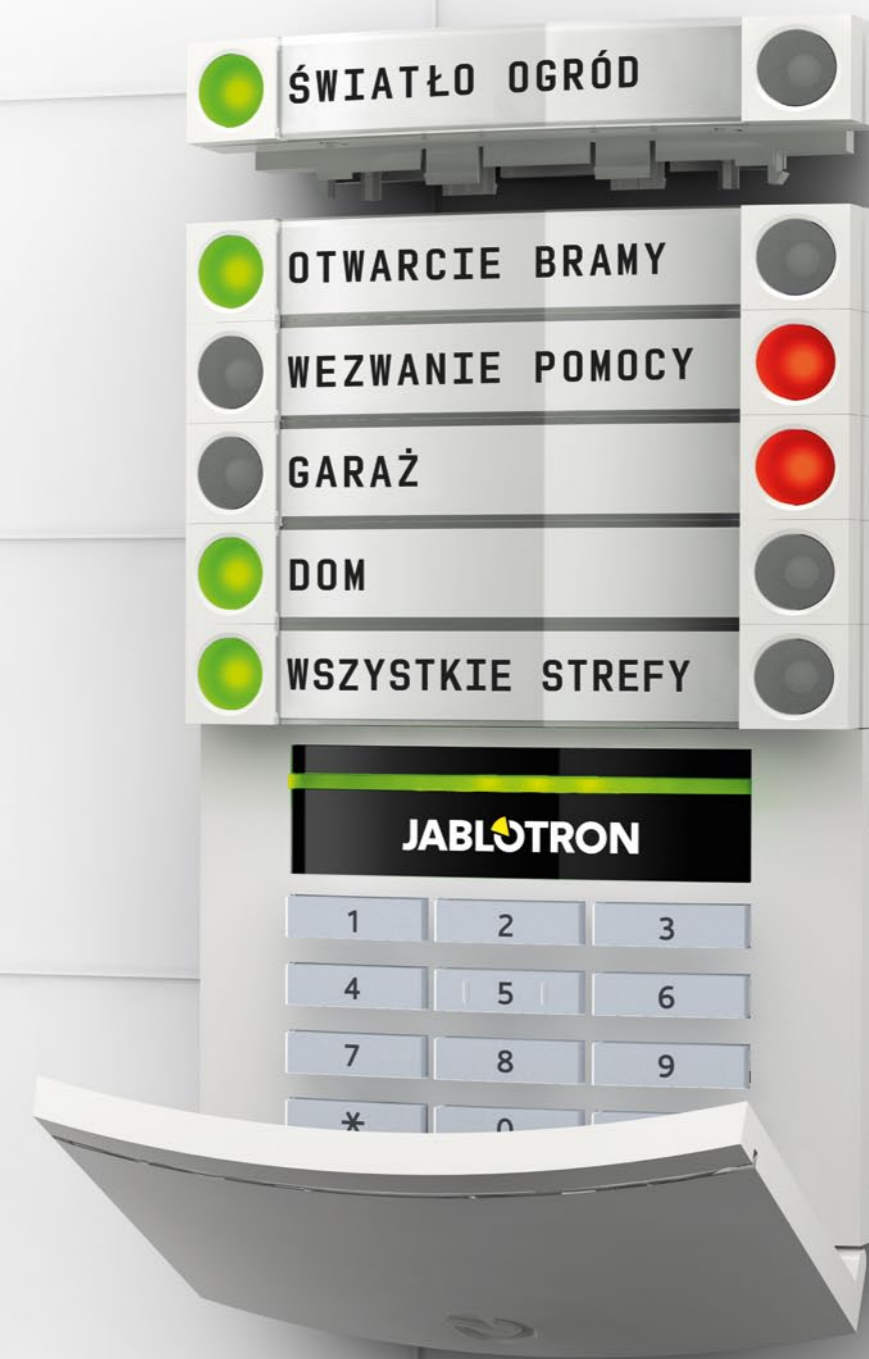 ŚWIATŁO OGRÓD
OTWARCIE BRAMY
WEZWANIE POMOCY
GARAŻ
DOM
WSZYSTKIE STREFY
JABLOTRON
1 2 3
4 5 6
7 8 9
* 0